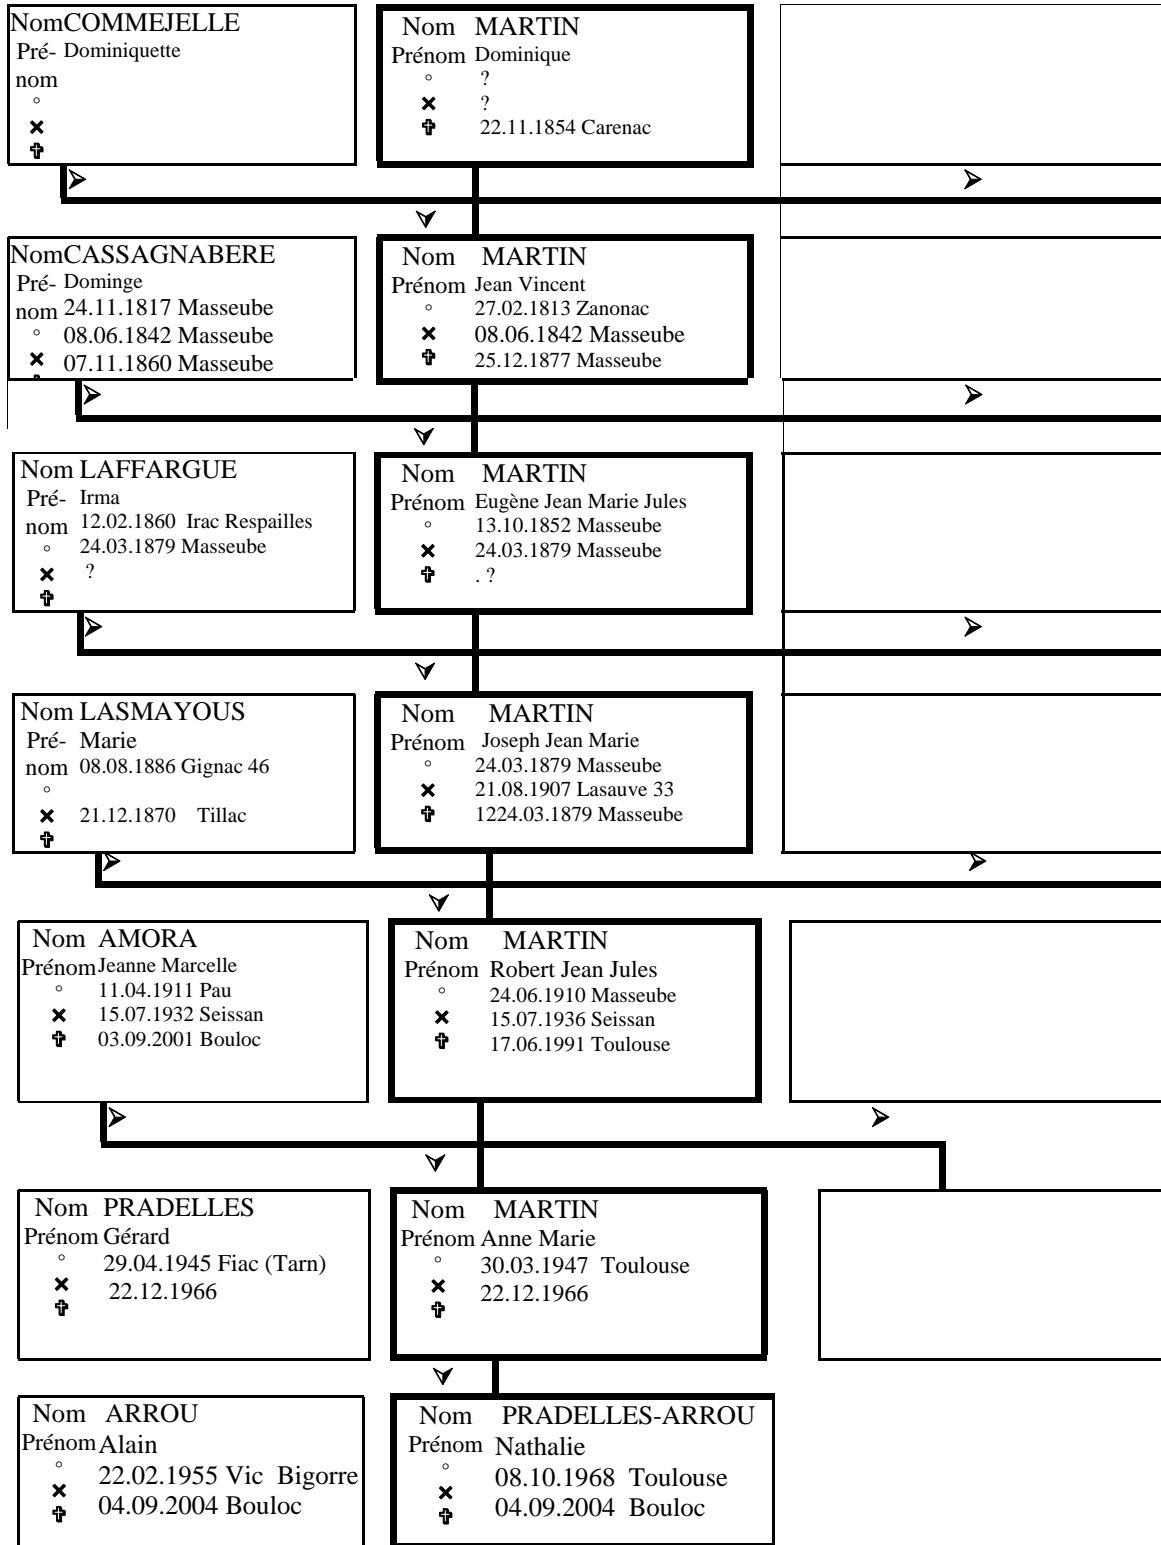 NomCOMMEJELLE
Pré- Dominiquette
nom
°
✖
✞
Nom MARTIN
Prénom Dominique
° ?
✖ ?
✞ 22.11.1854 Carenac
NomCASSAGNABERE
Pré- Dominge
nom 24.11.1817 Masseube
° 08.06.1842 Masseube
✖ 07.11.1860 Masseube
Nom MARTIN
Prénom Jean Vincent
° 27.02.1813 Zanonac
✖ 08.06.1842 Masseube
✞ 25.12.1877 Masseube
Nom LAFFARGUE
Pré- Irma
nom 12.02.1860 Irac Respailles
° 24.03.1879 Masseube
✖ ?
✞
Nom MARTIN
Prénom Eugène Jean Marie Jules
° 13.10.1852 Masseube
✖ 24.03.1879 Masseube
✞ . ?
Nom LASMAYOUS
Pré- Marie
nom 08.08.1886 Gignac 46
°
✖ 21.12.1870 Tillac
✞
Nom MARTIN
Prénom Joseph Jean Marie
° 24.03.1879 Masseube
✖ 21.08.1907 Lasauve 33
✞ 1224.03.1879 Masseube
Nom AMORA
Prénom Jeanne Marcelle
° 11.04.1911 Pau
✖ 15.07.1932 Seissan
✞ 03.09.2001 Bouloc
Nom MARTIN
Prénom Robert Jean Jules
° 24.06.1910 Masseube
✖ 15.07.1936 Seissan
✞ 17.06.1991 Toulouse
Nom PRADELLES
Prénom Gérard
° 29.04.1945 Fiac (Tarn)
✖ 22.12.1966
✞
Nom MARTIN
Prénom Anne Marie
° 30.03.1947 Toulouse
✖ 22.12.1966
✞
Nom ARROU
Prénom Alain
° 22.02.1955 Vic Bigorre
✖ 04.09.2004 Bouloc
✞
Nom PRADELLES-ARROU
Prénom Nathalie
° 08.10.1968 Toulouse
✖ 04.09.2004 Bouloc
✞